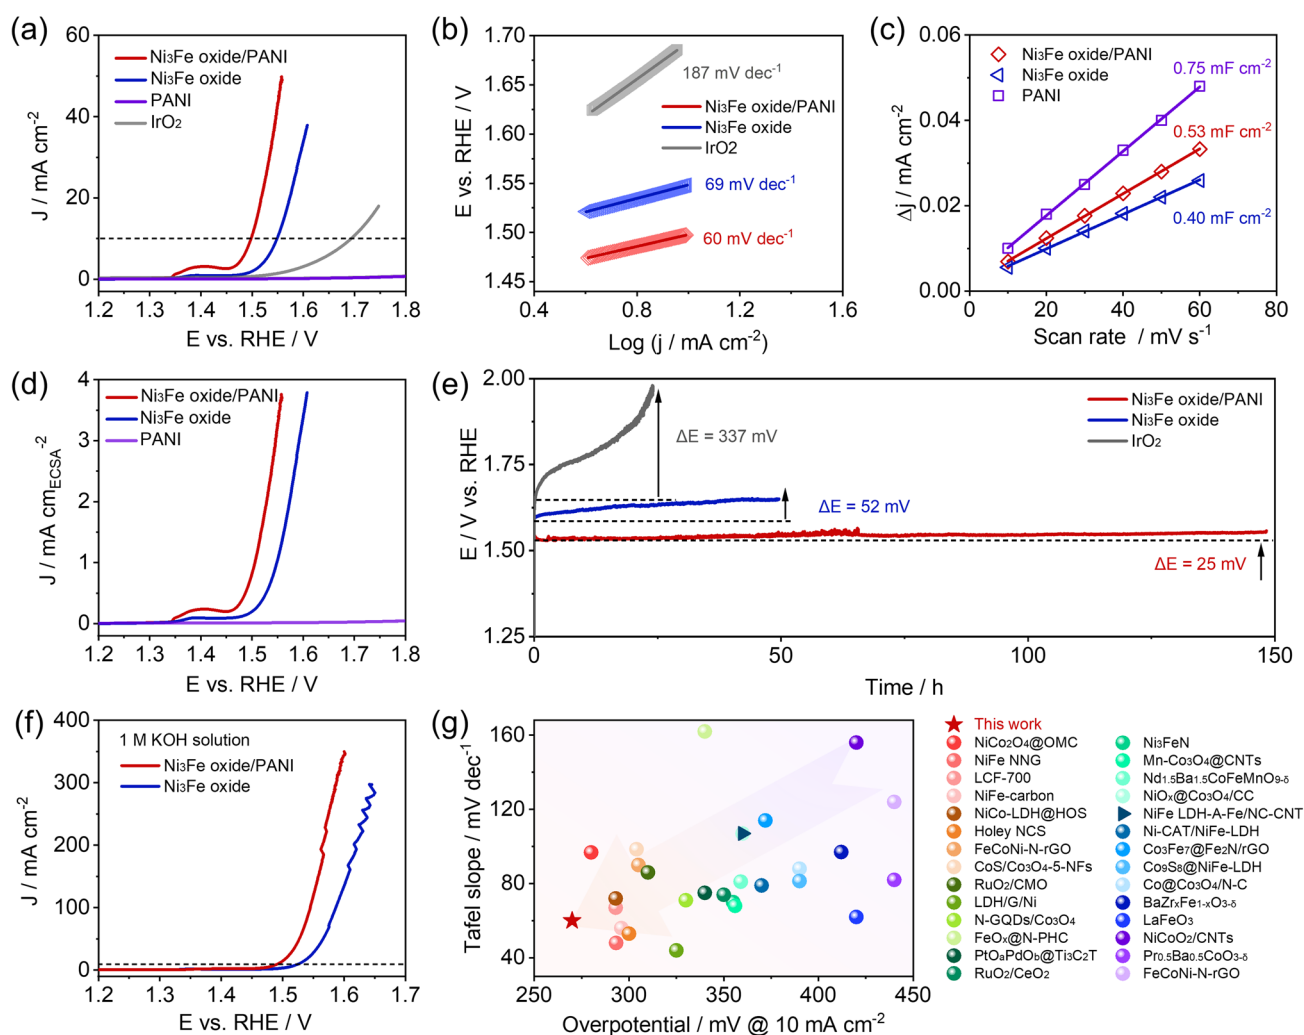 (a)
60
40
20
0
J / mA cm-2
Ni3Fe oxide/PANI
Ni3Fe oxide
PANI
IrO2
1.2 1.3 1.4 1.5 1.6 1.7 1.8
E vs. RHE / V
(b)
1.70
1.65
1.60
1.55
1.50
1.45
E vs. RHE / V
187 mV dec-1
Ni3Fe oxide/PANI
Ni3Fe oxide
IrO2
69 mV dec-1
60 mV dec-1
0.4 0.8 1.2 1.6
Log (j / mA cm-2)
(c)
0.06
0.04
0.02
0.00
Δj / mA cm-2
Ni3Fe oxide/PANI
Ni3Fe oxide
PANI
0.75 mF cm-2
0.53 mF cm-2
0.40 mF cm-2
0 20 40 60 80
Scan rate / mV s-1
(d)
4
3
2
1
0
J / mA cmECSA-2
Ni3Fe oxide/PANI
Ni3Fe oxide
PANI
1.2 1.3 1.4 1.5 1.6 1.7 1.8
E vs. RHE / V
(e)
2.00
1.75
1.50
1.25
E / V vs. RHE
ΔE = 337 mV
ΔE = 52 mV
ΔE = 25 mV
Ni3Fe oxide/PANI
Ni3Fe oxide
IrO2
0 50 100 150
Time / h
(f)
400
300
200
100
0
J / mA cm-2
1 M KOH solution
Ni3Fe oxide/PANI
Ni3Fe oxide
1.2 1.3 1.4 1.5 1.6 1.7
E vs. RHE / V
(g)
160
120
80
40
Tafel slope / mV dec-1
250 300 350 400 450
Overpotential / mV @ 10 mA cm-2
This work
NiCo2O4@OMC
NiFe NNG
LCF-700
NiFe-carbon
NiCo-LDH@HOS
Holey NCS
FeCoNi-N-rGO
CoS/Co3O4-5-NFs
RuO2/CMO
LDH/G/Ni
N-GQDs/Co3O4
FeOx@N-PHC
PtOaPdOb@Ti3C2T
RuO2/CeO2
Ni3FeN
Mn-Co3O4@CNTs
Nd1.5Ba1.5CoFeMnO9-δ
NiOx@Co3O4/CC
NiFe LDH-A-Fe/NC-CNT
Ni-CAT/NiFe-LDH
Co3Fe7@Fe2N/rGO
Co9S8@NiFe-LDH
Co@Co3O4/N-C
BaZrxFe1-xO3-δ
LaFeO3
NiCoO2/CNTs
Pr0.5Ba0.5CoO3-δ
FeCoNi-N-rGO